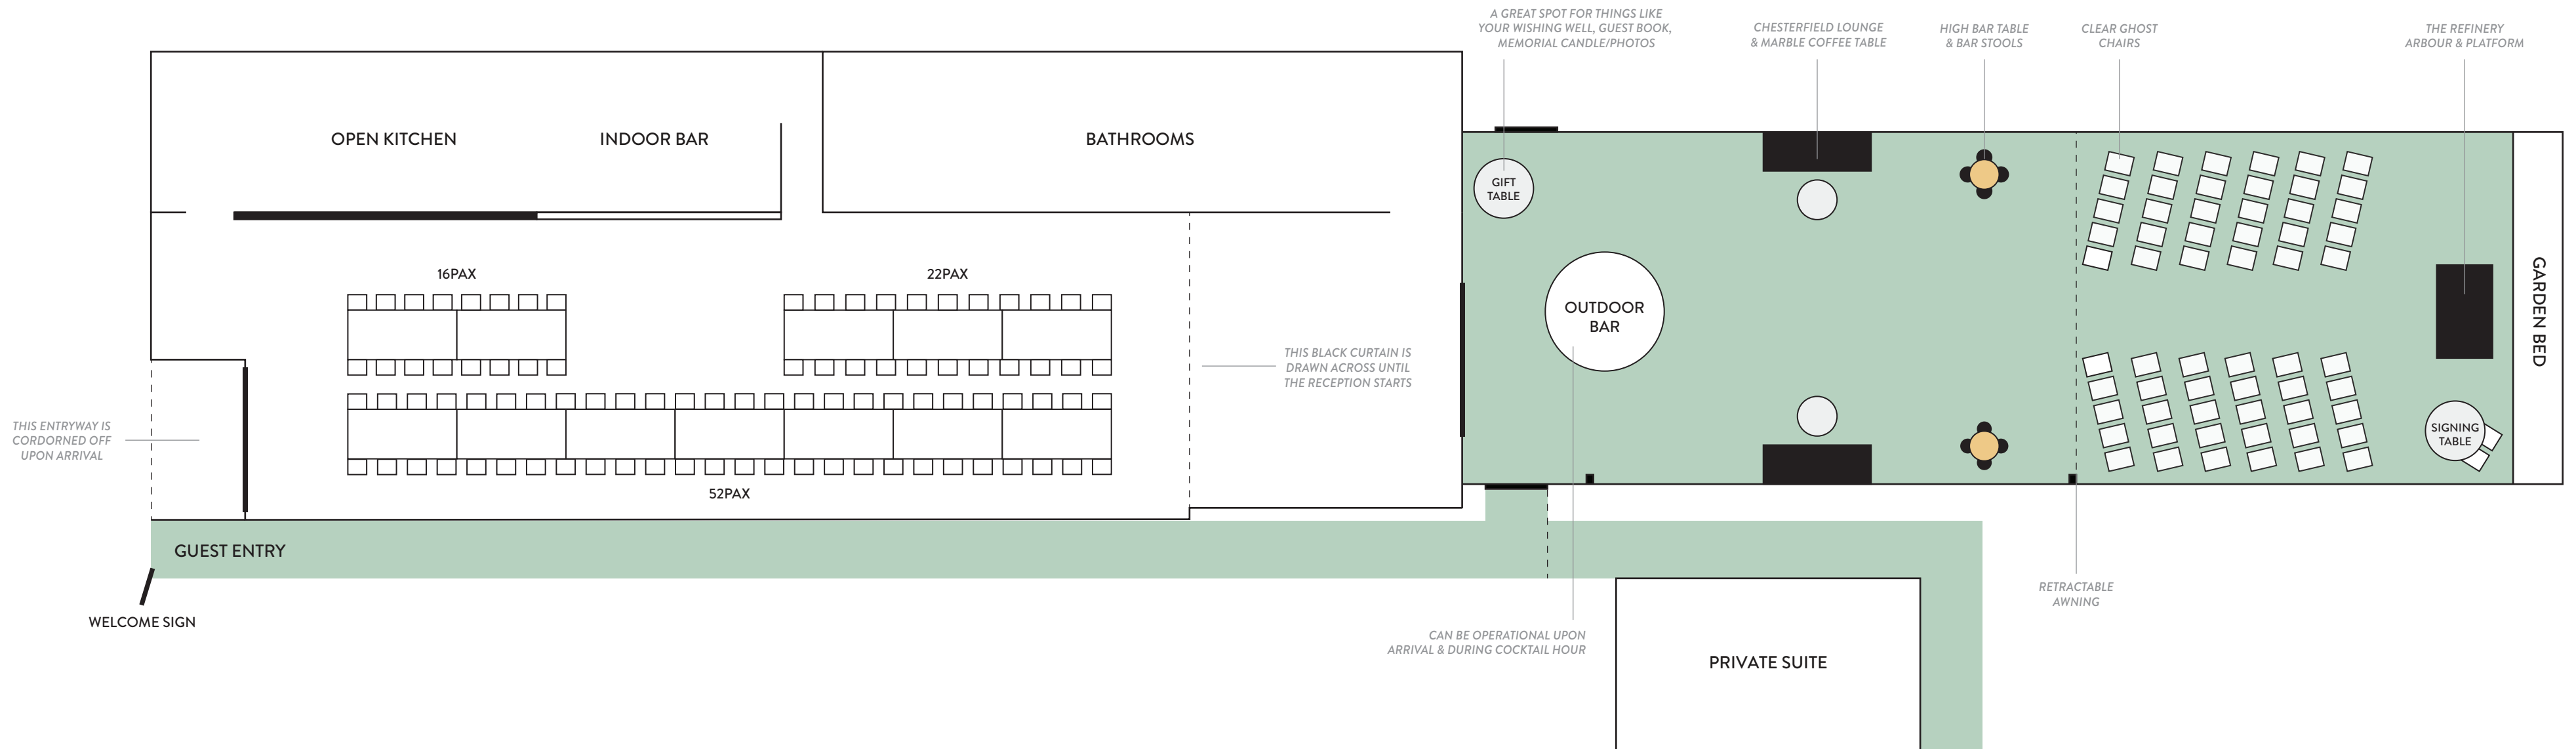 A GREAT SPOT FOR THINGS LIKE
YOUR WISHING WELL, GUEST BOOK,
MEMORIAL CANDLE/PHOTOS
CHESTERFIELD LOUNGE
& MARBLE COFFEE TABLE
HIGH BAR TABLE
& BAR STOOLS
CLEAR GHOST
CHAIRS
THE REFINERY
ARBOUR & PLATFORM
OPEN KITCHEN
INDOOR BAR
BATHROOMS
GIFT
TABLE
16PAX
22PAX
OUTDOOR
BAR
GARDEN BED
THIS BLACK CURTAIN IS
DRAWN ACROSS UNTIL
THE RECEPTION STARTS
THIS ENTRYWAY IS
CORDORNED OFF
UPON ARRIVAL
SIGNING
TABLE
52PAX
GUEST ENTRY
WELCOME SIGN
RETRACTABLE
AWNING
CAN BE OPERATIONAL UPON
ARRIVAL & DURING COCKTAIL HOUR
PRIVATE SUITE